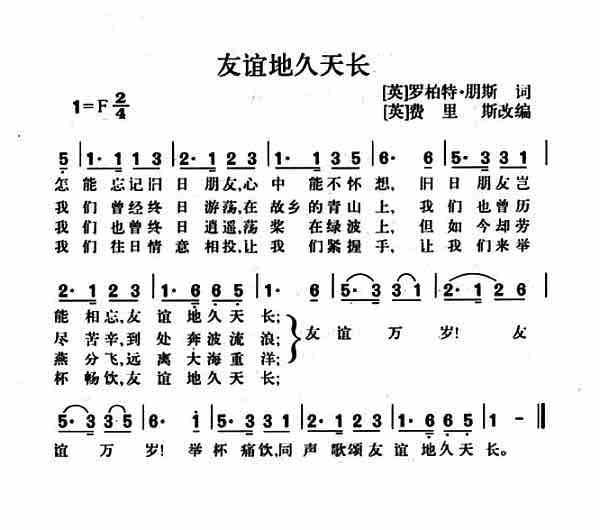 友谊地久天长
1=F 2/4
[英]罗柏特·朋斯 词
[英]费 里 斯改编
5 | 1· 1 1 3 | 2· 1 2 3 | 1· 1 3 5 | 6· 6 | 5· 3 3 1 |
怎能忘记旧日朋友,心中能不怀想, 旧日朋友岂
我们曾经终日游荡,在故乡的青山上, 我们也曾历
我们也曾终日逍遥,荡桨在绿波上, 但如今却劳
我们往日情意相投,让我们紧握手, 让我们来举
2· 1 2 3 | 1· 6 6 5 | 1· 6 | 5· 3 3 1 | 2· 1 2 6 |
能相忘,友谊地久天长; 友谊万岁! 友
尽苦辛,到处奔波流浪;
燕分飞,远离大海重洋;
杯畅饮,友谊地久天长;
5· 3 3 5 | 6· 1 | 5· 3 3 1 | 2· 1 2 3 | 1· 6 6 5 | 1 - ‖
谊万岁! 举杯痛饮,同声歌颂友谊地久天长。